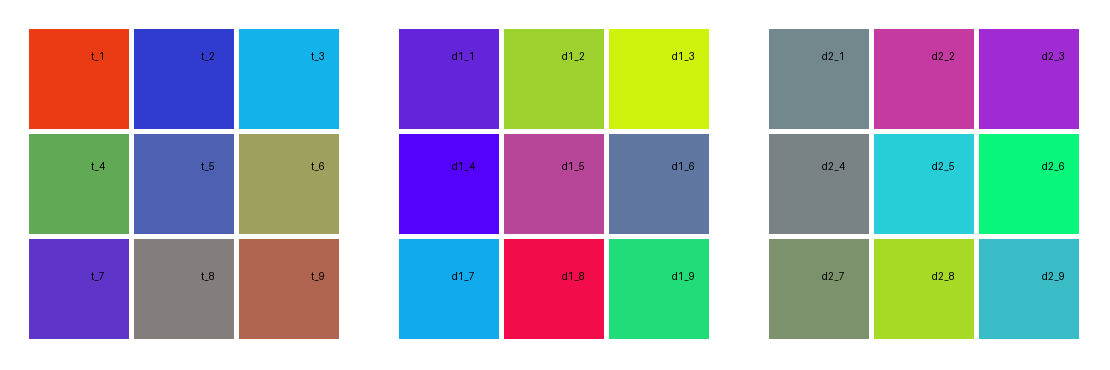 t_1 t_2 t_3 d1_1 d1_2 d1_3 d2_1 d2_2 d2_3
t_4 t_5 t_6 d1_4 d1_5 d1_6 d2_4 d2_5 d2_6
t_7 t_8 t_9 d1_7 d1_8 d1_9 d2_7 d2_8 d2_9